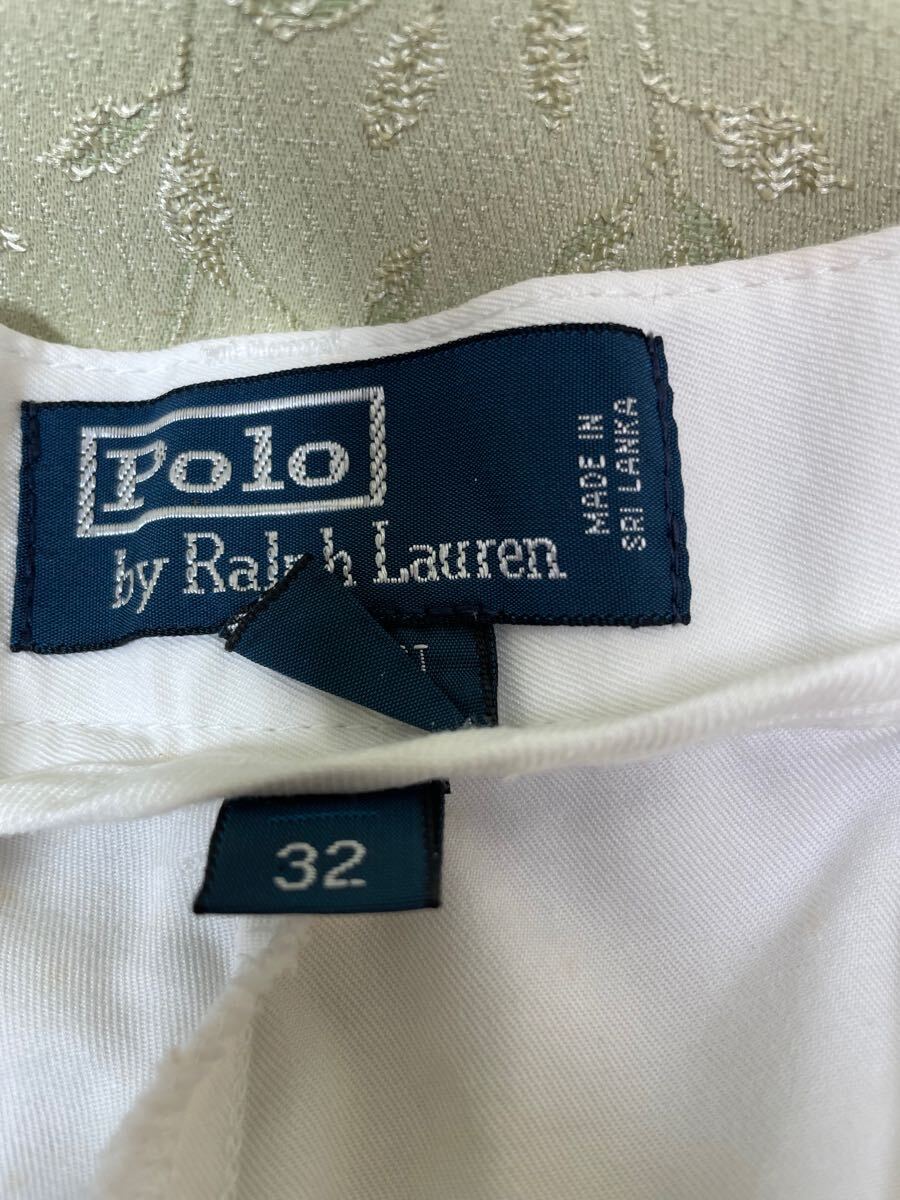 Polo
by Ralph Lauren
MADE IN
SRI LANKA
32